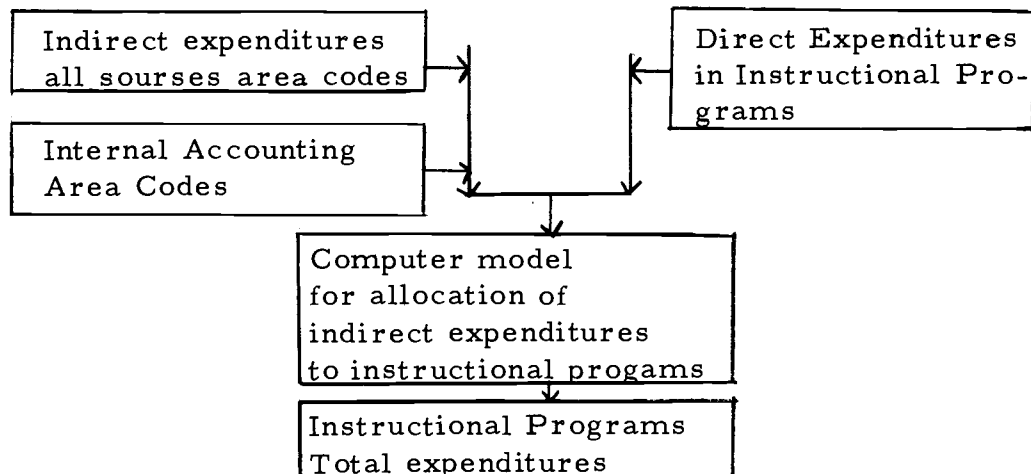 Indirect expenditures
all sourses area codes
Direct Expenditures
in Instructional Pro-
grams
Internal Accounting
Area Codes
Computer model
for allocation of
indirect expenditures
to instructional progams
Instructional Programs
Total expenditures